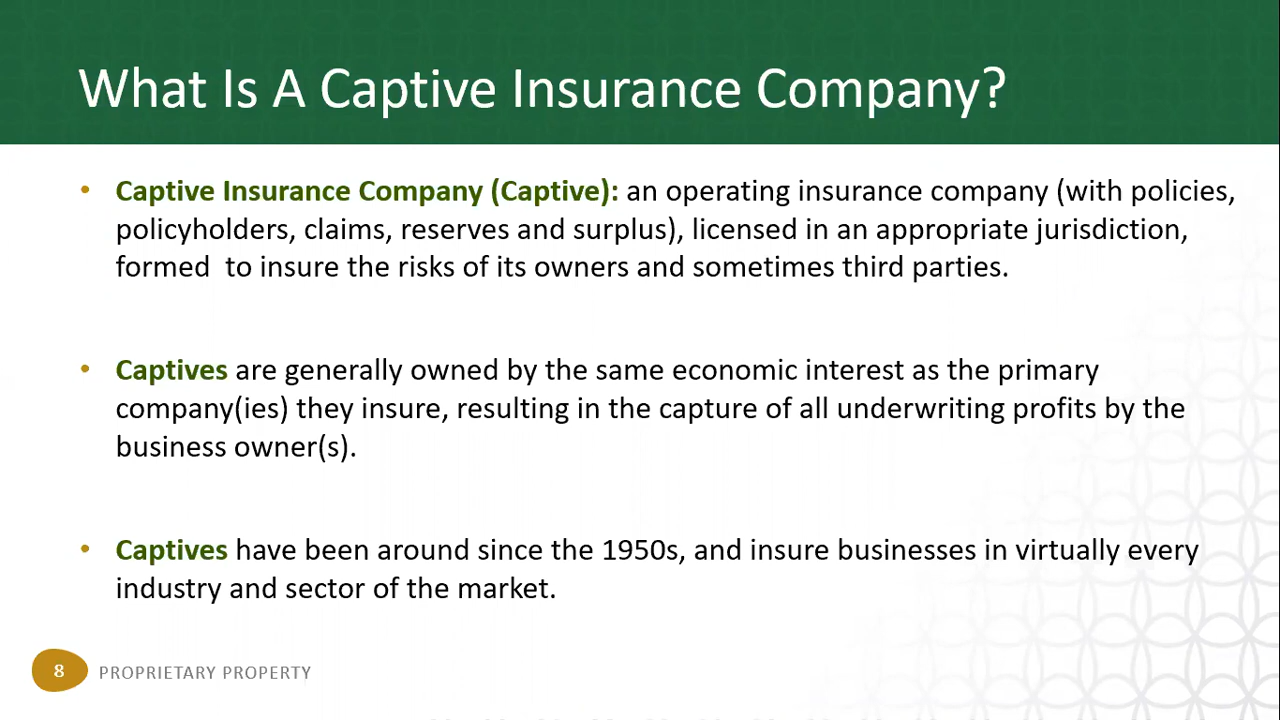 What Is A Captive Insurance Company?
• Captive Insurance Company (Captive): an operating insurance company (with policies,
policyholders, claims, reserves and surplus), licensed in an appropriate jurisdiction,
formed  to insure the risks of its owners and sometimes third parties.
• Captives are generally owned by the same economic interest as the primary
company(ies) they insure, resulting in the capture of all underwriting profits by the
business owner(s).
• Captives have been around since the 1950s, and insure businesses in virtually every
industry and sector of the market.
8 PROPRIETARY PROPERTY